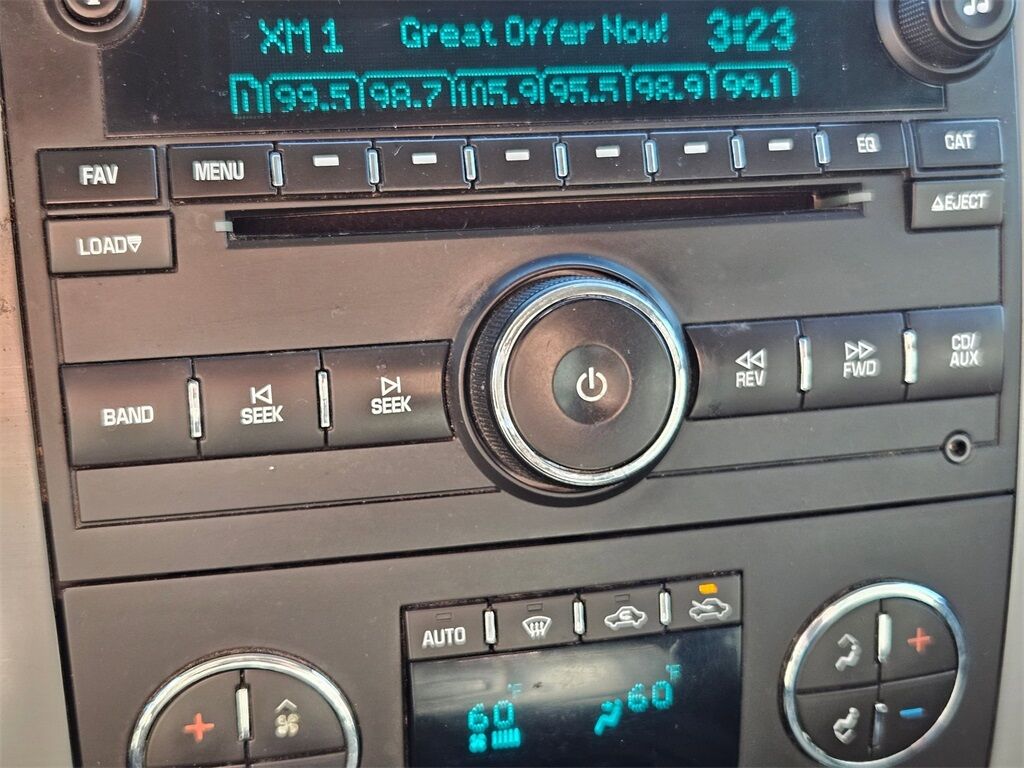 XM 1 Great Offer Now! 3:23
99.5 98.7 105.9 95.5 98.9 99.1
FAV MENU EQ CAT
LOAD EJECT
BAND SEEK SEEK REV FWD CD/AUX
AUTO
60 °F 60 °F